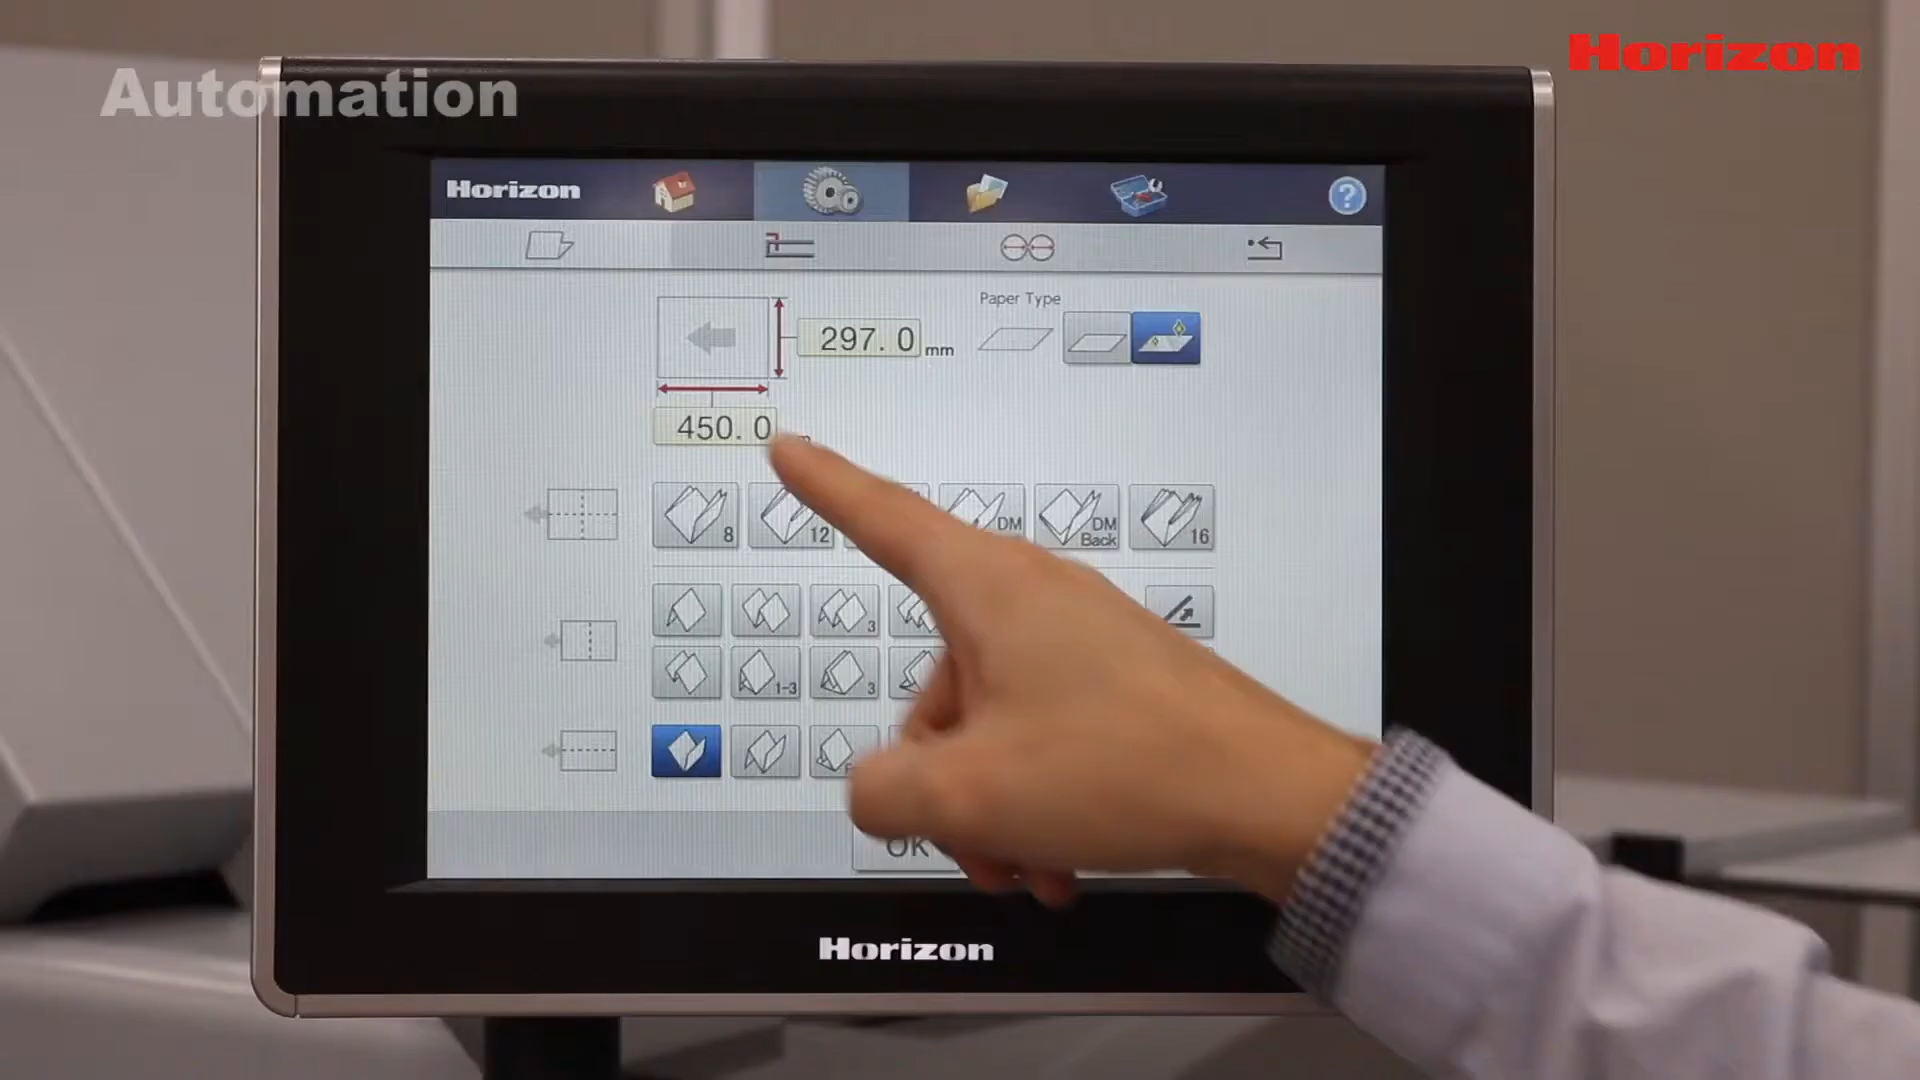 Automation
Horizon
Horizon
?
Paper Type
297.0 mm
450.0
8
12
DM
DM
Back
16
3
1-3
3
OK
Horizon